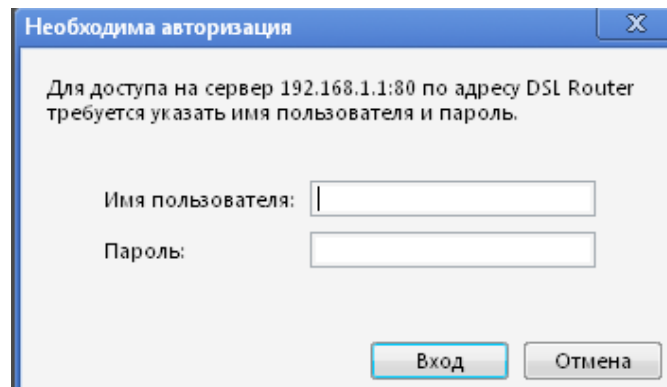 Необходима авторизация
Для доступа на сервер 192.168.1.1:80 по адресу DSL Router
требуется указать имя пользователя и пароль.
Имя пользователя:
Пароль:
Вход Отмена